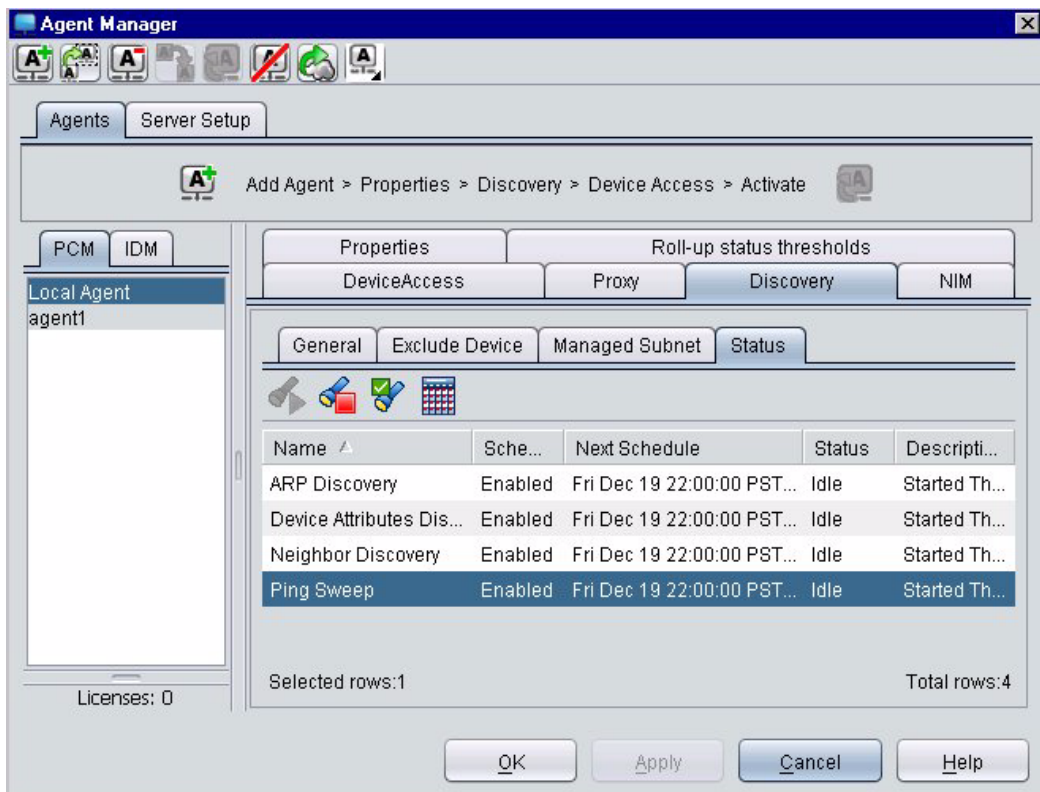 Agent Manager
Agents Server Setup
Add Agent > Properties > Discovery > Device Access > Activate
PCM IDM
Local Agent
agent1
Licenses: 0
Properties Roll-up status thresholds
DeviceAccess Proxy Discovery NIM
General Exclude Device Managed Subnet Status
Name Sche... Next Schedule Status Descripti...
ARP Discovery Enabled Fri Dec 19 22:00:00 PST... Idle Started Th...
Device Attributes Dis... Enabled Fri Dec 19 22:00:00 PST... Idle Started Th...
Neighbor Discovery Enabled Fri Dec 19 22:00:00 PST... Idle Started Th...
Ping Sweep Enabled Fri Dec 19 22:00:00 PST... Idle Started Th...
Selected rows:1 Total rows:4
OK Apply Cancel Help